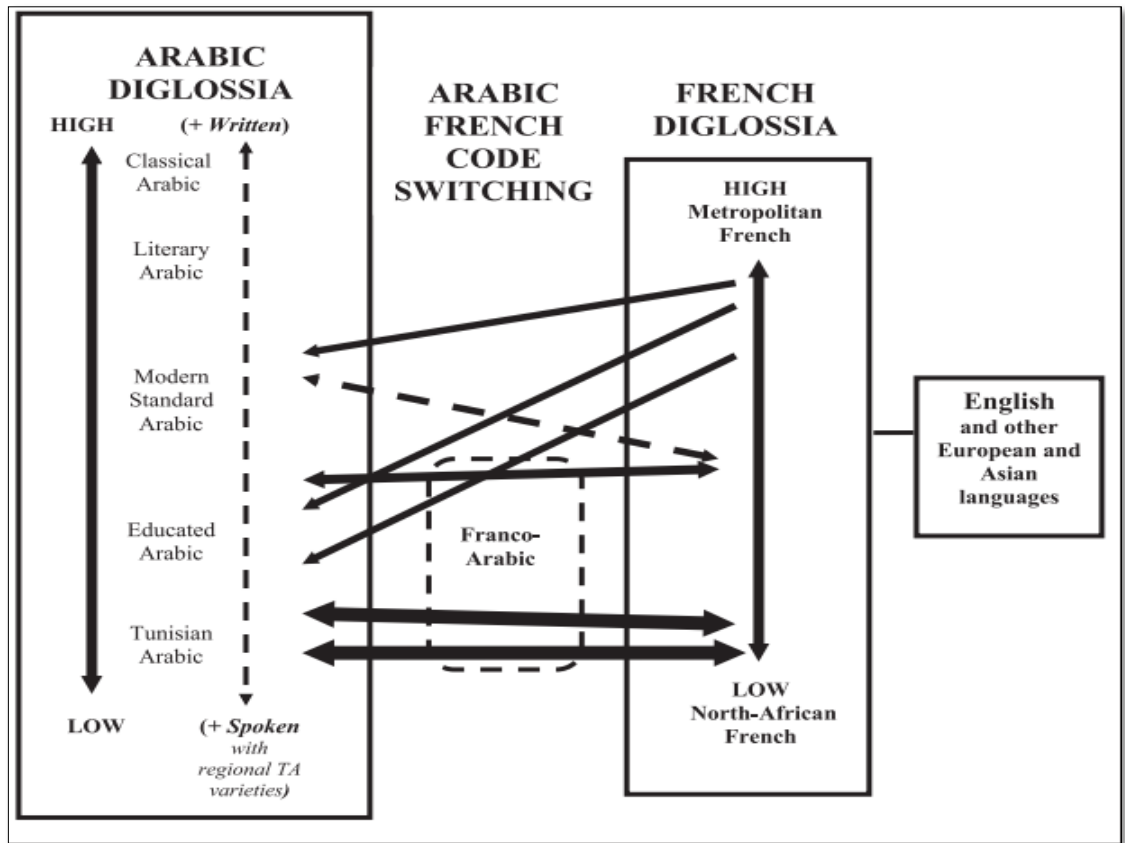 ARABIC
DIGLOSSIA
HIGH (+ Written)
Classical
Arabic
Literary
Arabic
Modern
Standard
Arabic
Educated
Arabic
Tunisian
Arabic
LOW (+ Spoken
with
regional TA
varieties)
ARABIC
FRENCH
CODE
SWITCHING
Franco-
Arabic
FRENCH
DIGLOSSIA
HIGH
Metropolitan
French
LOW
North-African
French
English
and other
European and
Asian
languages